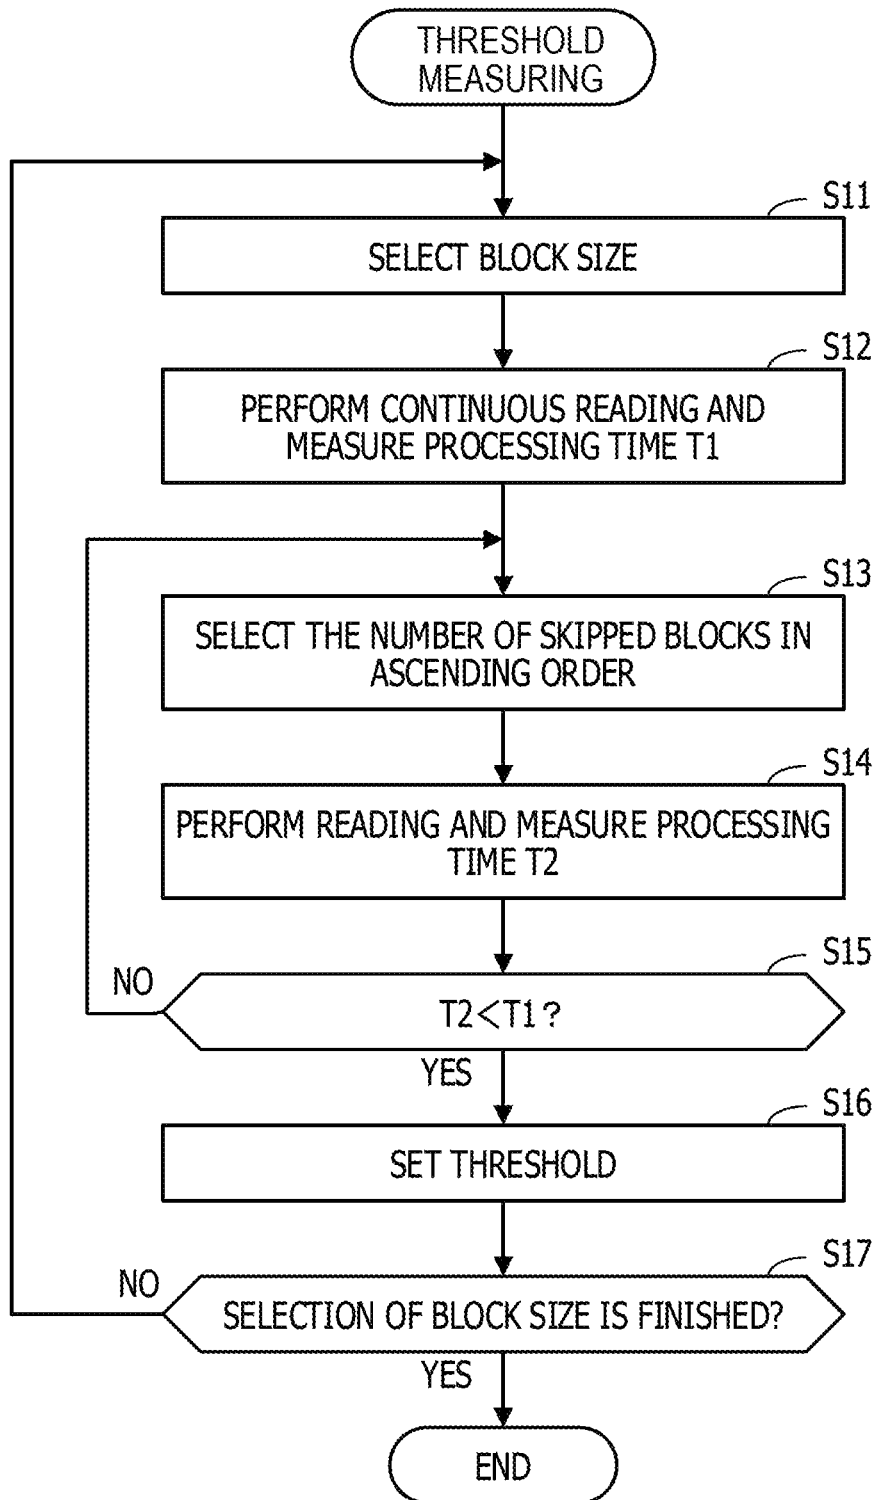 THRESHOLD
MEASURING
S11
SELECT BLOCK SIZE
S12
PERFORM CONTINUOUS READING AND
MEASURE PROCESSING TIME T1
S13
SELECT THE NUMBER OF SKIPPED BLOCKS IN
ASCENDING ORDER
S14
PERFORM READING AND MEASURE PROCESSING
TIME T2
S15
NO
T2<T1?
YES
S16
SET THRESHOLD
S17
NO
SELECTION OF BLOCK SIZE IS FINISHED?
YES
END